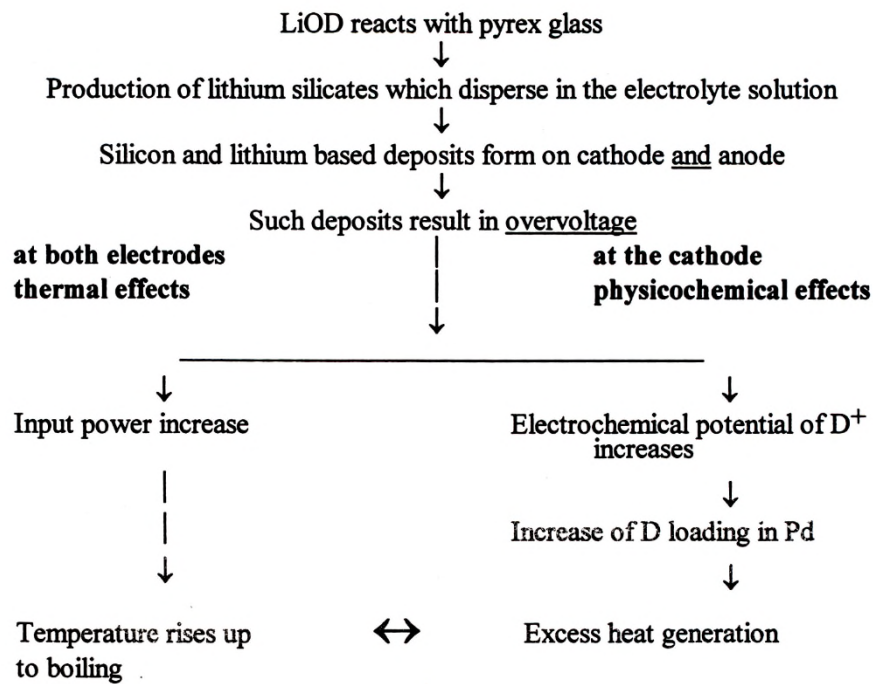 LiOD reacts with pyrex glass
Production of lithium silicates which disperse in the electrolyte solution
Silicon and lithium based deposits form on cathode and anode
Such deposits result in overvoltage
at both electrodes
thermal effects
at the cathode
physicochemical effects
Input power increase
Electrochemical potential of D+
increases
Increase of D loading in Pd
Temperature rises up
to boiling
Excess heat generation